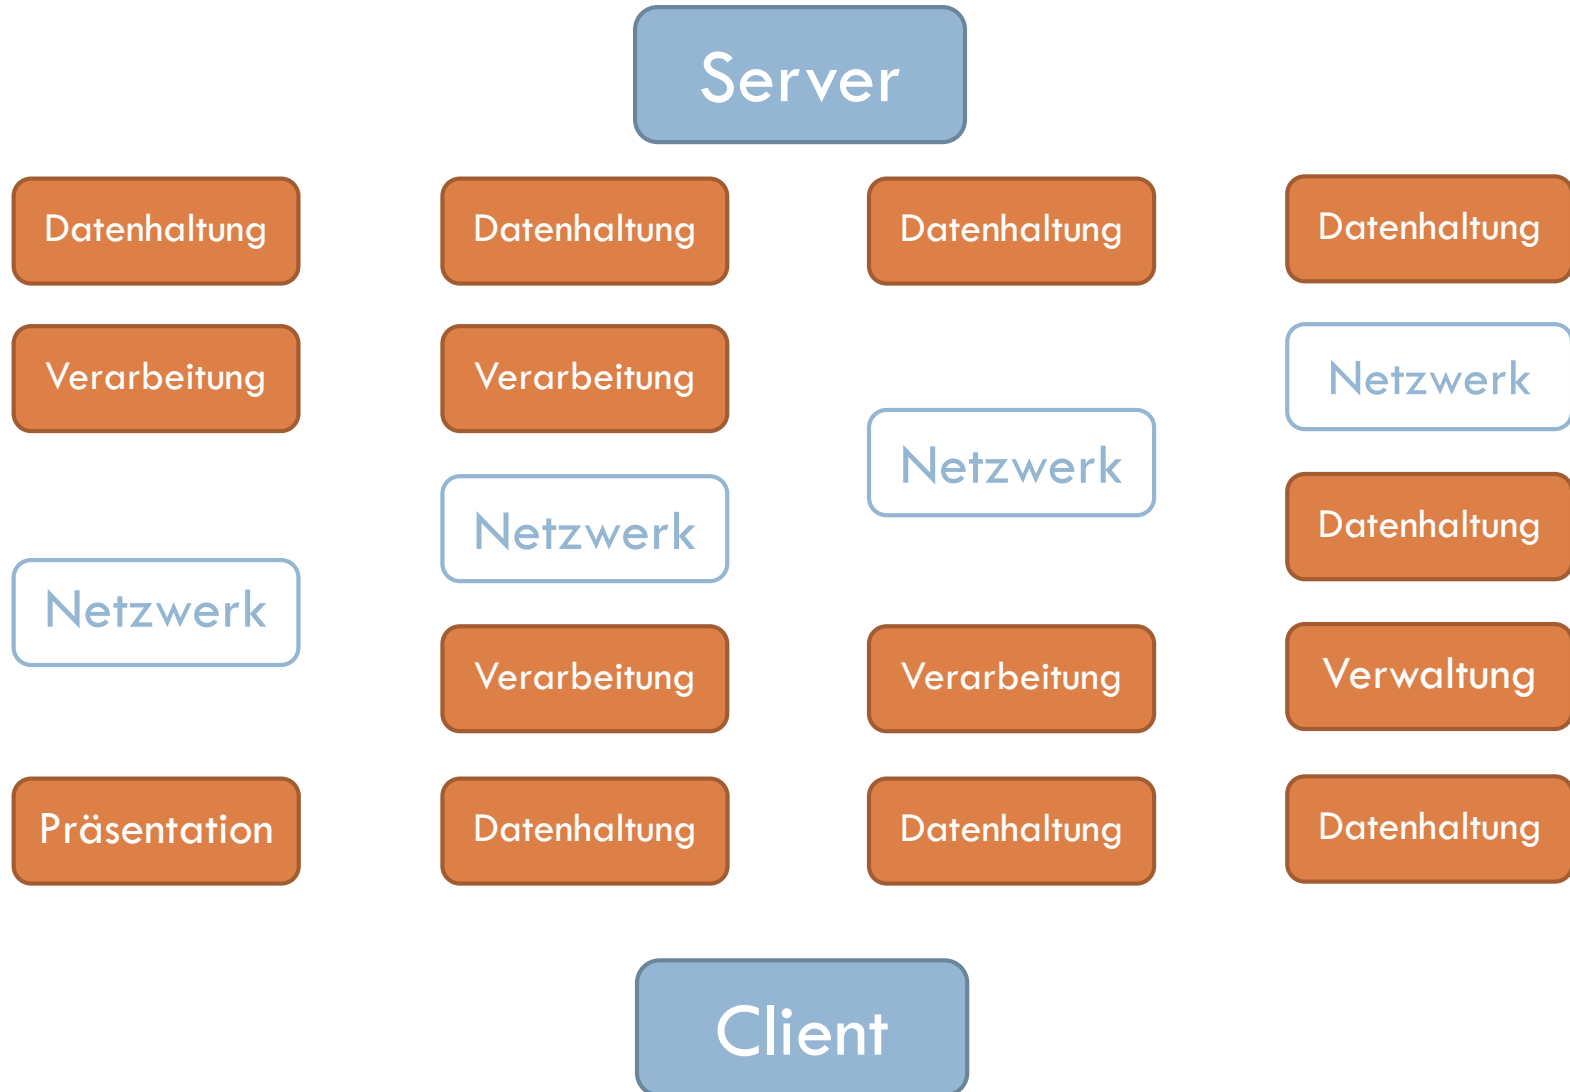 Server
Datenhaltung
Datenhaltung
Datenhaltung
Datenhaltung
Verarbeitung
Verarbeitung
Netzwerk
Netzwerk
Netzwerk
Datenhaltung
Netzwerk
Verarbeitung
Verarbeitung
Verwaltung
Präsentation
Datenhaltung
Datenhaltung
Datenhaltung
Client